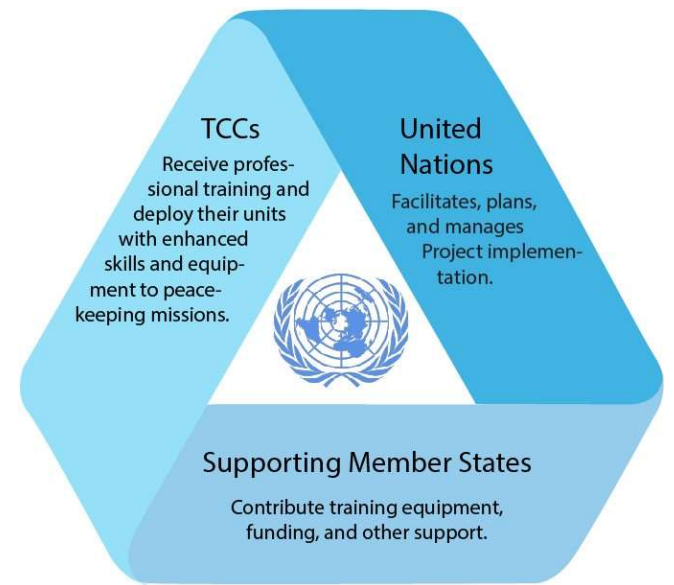 TCCs
Receive profes-
sional training and
deploy their units
with enhanced
skills and equip-
ment to peace-
keeping missions.
United
Nations
Facilitates, plans,
and manages
Project implemen-
tation.
Supporting Member States
Contribute training equipment,
funding, and other support.